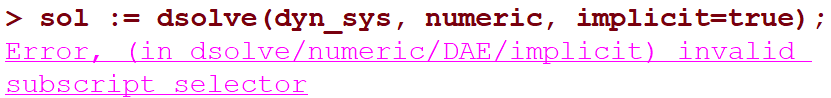 > sol := dsolve(dyn_sys, numeric, implicit=true);
Error, (in dsolve/numeric/DAE/implicit) invalid
subscript selector